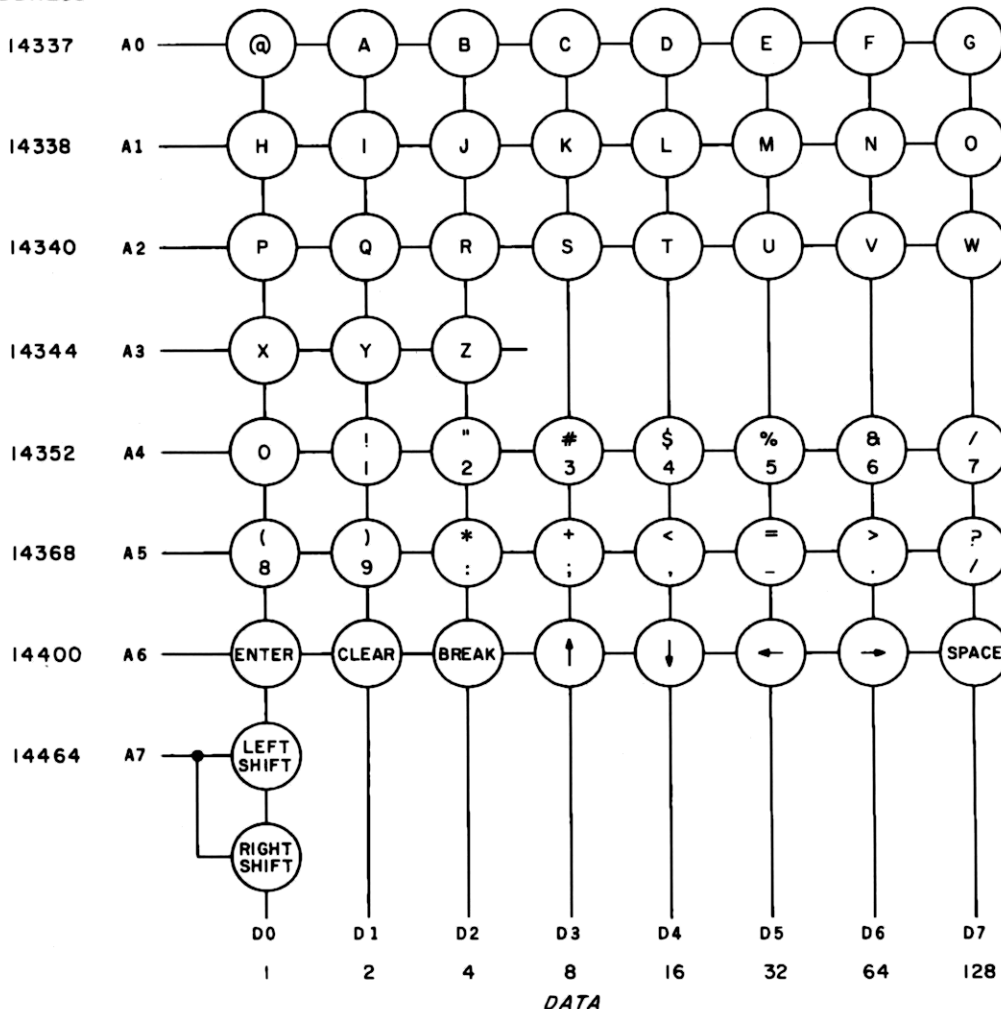 14337 A0 @ A B C D E F G
14338 A1 H I J K L M N O
14340 A2 P Q R S T U V W
14344 A3 X Y Z
14352 A4 0 ! 1 " 2 # 3 $ 4 % 5 & 6 / 7
14368 A5 ( 8 ) 9 * : + ; < , = _ > . ? /
14400 A6 ENTER CLEAR BREAK ↑ ↓ ← → SPACE
14464 A7 LEFT SHIFT
RIGHT SHIFT
D0 D1 D2 D3 D4 D5 D6 D7
1 2 4 8 16 32 64 128
DATA